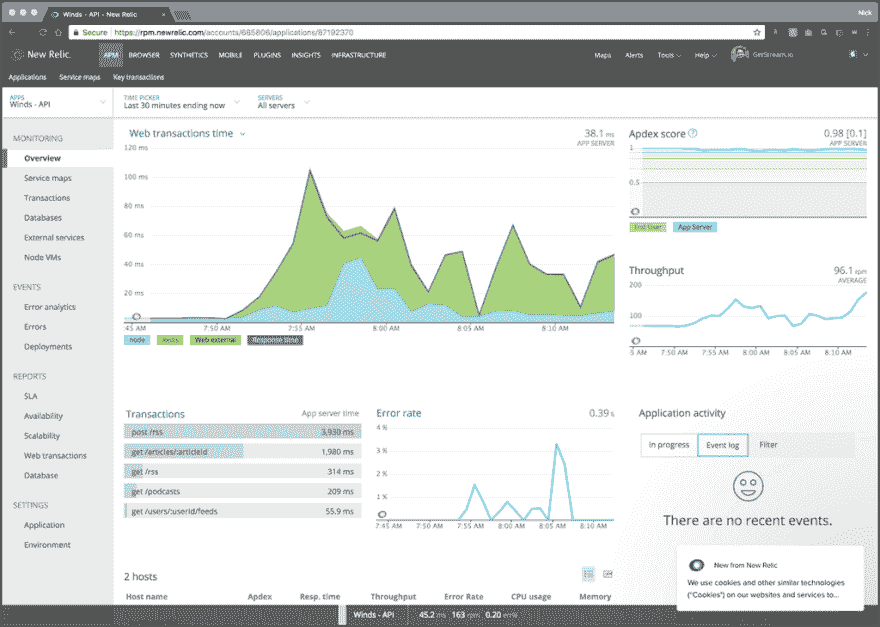 Winds - API - New Relic
Nick
Secure https://rpm.newrelic.com/accounts/665806/applications/87192370
New Relic.
APM BROWSER SYNTHETICS MOBILE PLUGINS INSIGHTS INFRASTRUCTURE
Maps Alerts Tools Help GetStream.io
Applications Service maps Key transactions
APPS
Winds - API
TIME PICKER
Last 30 minutes ending now
SERVERS
All servers
MONITORING
Overview
Service maps
Transactions
Databases
External services
Node VMs
EVENTS
Error analytics
Errors
Deployments
REPORTS
SLA
Availability
Scalability
Web transactions
Database
SETTINGS
Application
Environment
Web transactions time
38.1 ms
APP SERVER
120 ms
100 ms
80 ms
60 ms
40 ms
20 ms
:45 AM 7:50 AM 7:55 AM 8:00 AM 8:05 AM 8:10 AM
Node Redis Web external Response time
Apdex score
0.98 [0.1]
APP SERVER
1
0.5
End User App Server
Throughput
96.1 rpm
AVERAGE
200
100
5 AM 7:50 AM 7:55 AM 8:00 AM 8:05 AM 8:10 AM
Transactions App server time
post /rss 3,930 ms
get /articles/:articleId 1,980 ms
get /rss 314 ms
get /podcasts 209 ms
get /users/:userId/feeds 55.9 ms
Error rate
0.39 %
4 %
3 %
2 %
1 %
7:45 AM 7:50 AM 7:55 AM 8:00 AM 8:05 AM 8:10 AM
Application activity
In progress Event log Filter
There are no recent events.
2 hosts
Host name Apdex Resp. time Throughput Error Rate CPU usage Memory
New from New Relic
We use cookies and other similar technologies
("Cookies") on our websites and services to...
Winds - API 45.2 ms 163 rpm 0.20 err%